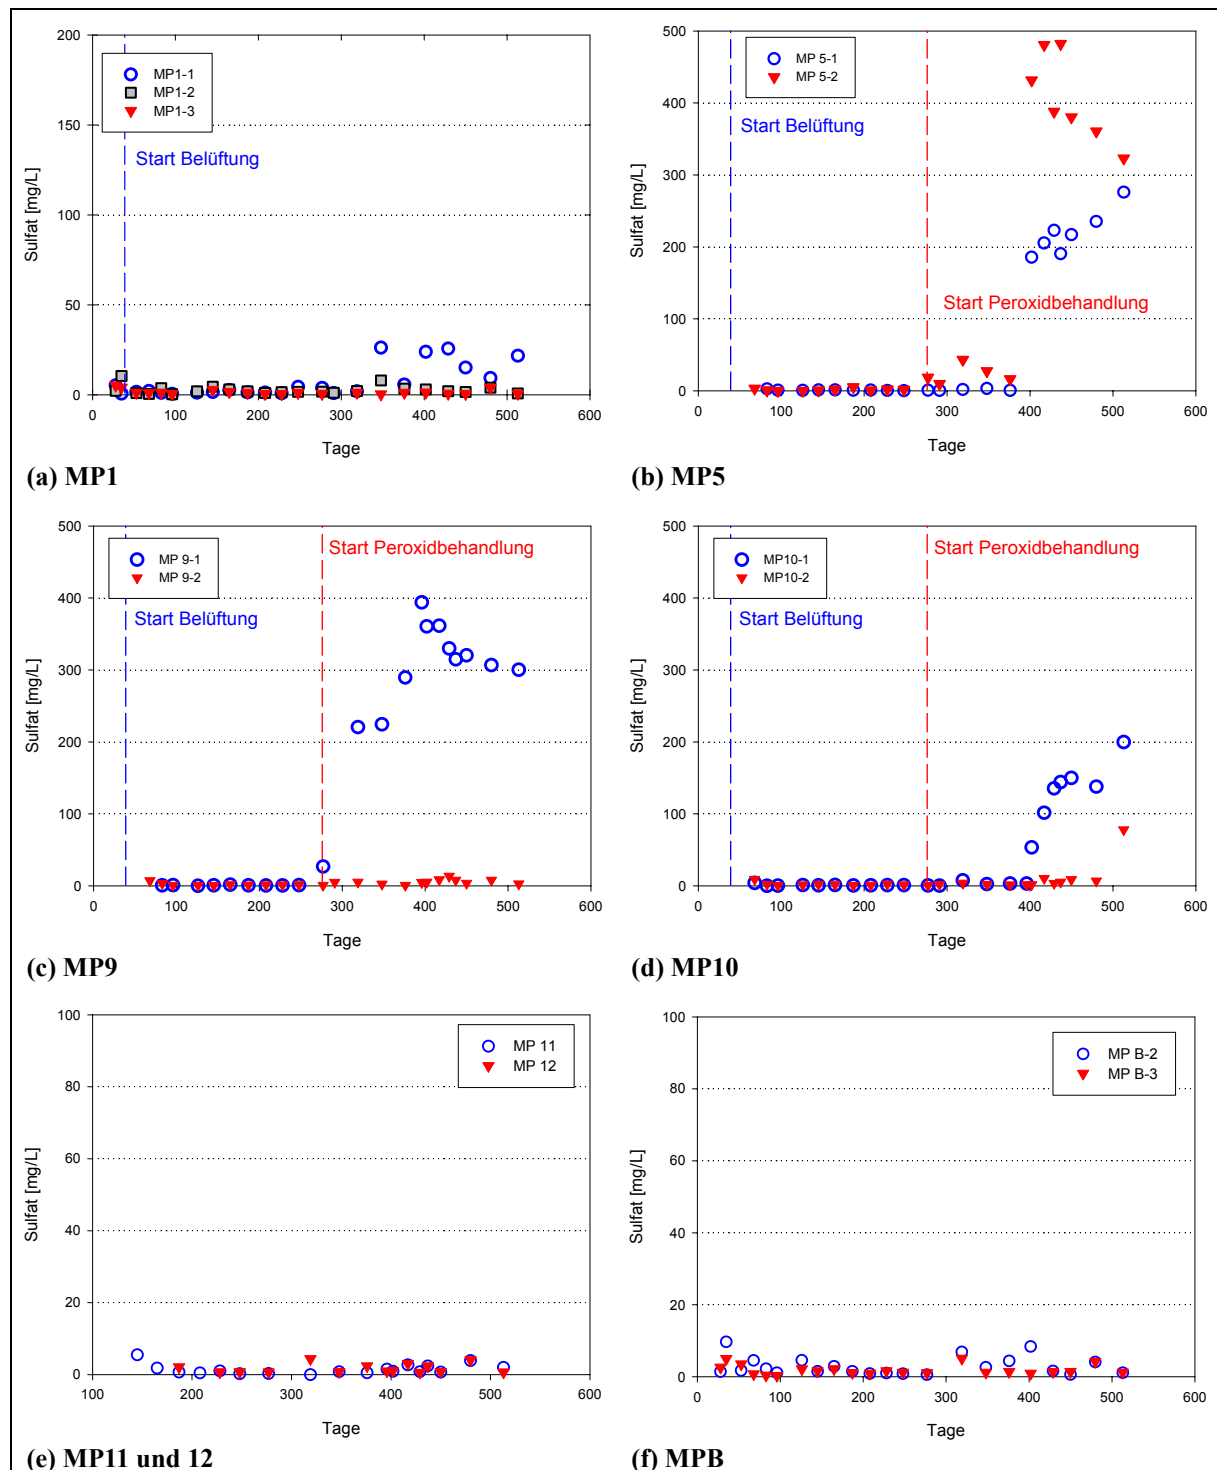 200
150
100
50
0
0 100 200 300 400 500 600
Sulfat [mg/L]
Tage
MP1-1
MP1-2
MP1-3
Start Belüftung
(a) MP1
500
400
300
200
100
0
0 100 200 300 400 500 600
Sulfat [mg/L]
Tage
MP 5-1
MP 5-2
Start Belüftung
Start Peroxidbehandlung
(b) MP5
500
400
300
200
100
0
0 100 200 300 400 500 600
Sulfat [mg/L]
Tage
MP 9-1
MP 9-2
Start Peroxidbehandlung
Start Belüftung
(c) MP9
500
400
300
200
100
0
0 100 200 300 400 500 600
Sulfat [mg/L]
Tage
MP10-1
MP10-2
Start Peroxidbehandlung
Start Belüftung
(d) MP10
100
80
60
40
20
0
100 200 300 400 500 600
Sulfat [mg/L]
Tage
MP 11
MP 12
(e) MP11 und 12
100
80
60
40
20
0
0 100 200 300 400 500 600
Sulfat [mg/L]
Tage
MP B-2
MP B-3
(f) MPB